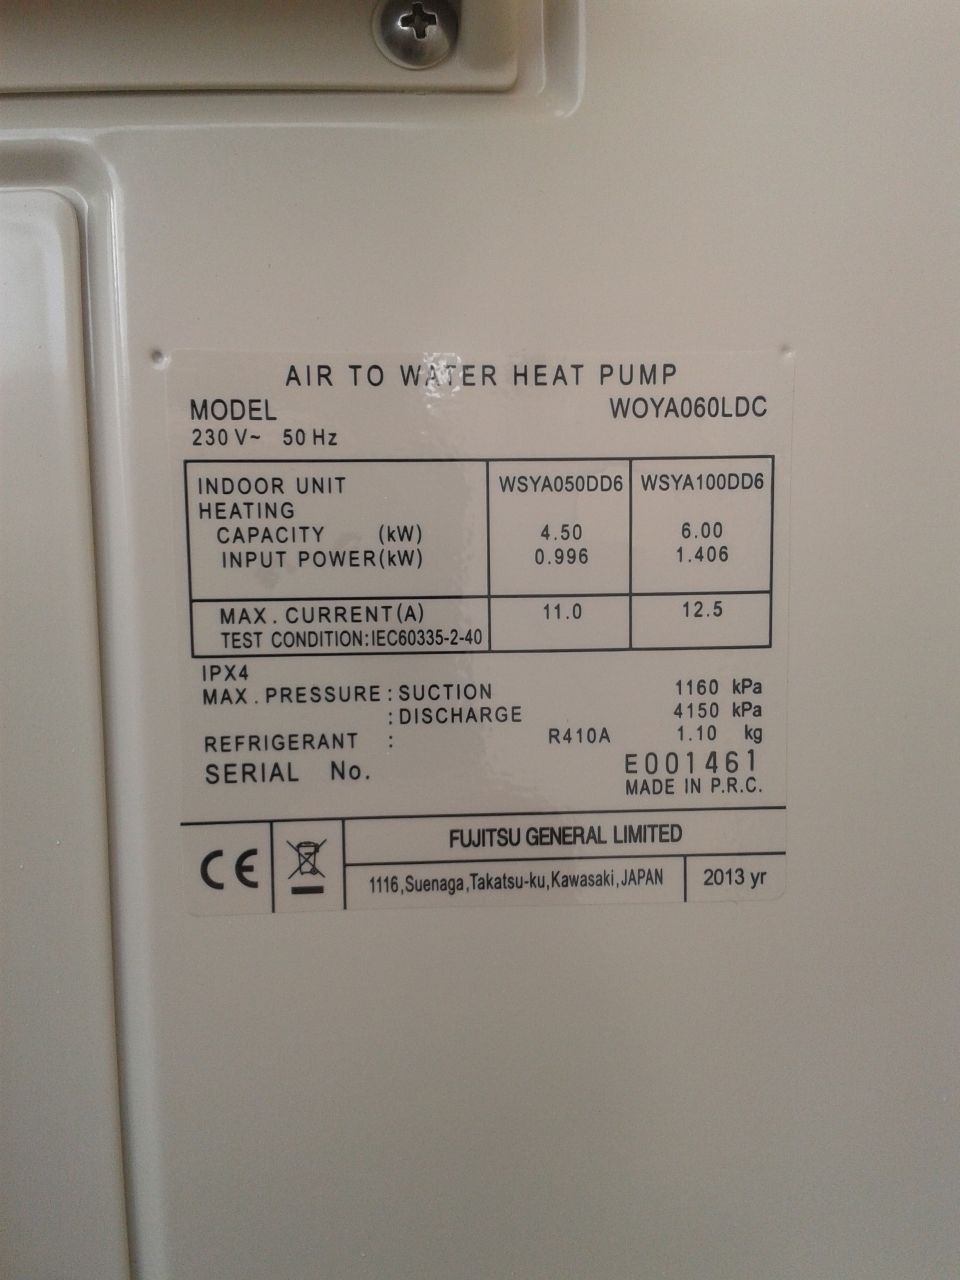 AIR TO WATER HEAT PUMP
MODEL WOYA060LDC
230 V~ 50 Hz
INDOOR UNIT WSYA050DD6 WSYA100DD6
HEATING
CAPACITY (kW) 4.50 6.00
INPUT POWER(kW) 0.996 1.406
MAX. CURRENT(A) 11.0 12.5
TEST CONDITION:IEC60335-2-40
IPX4
MAX. PRESSURE : SUCTION 1160 kPa
: DISCHARGE 4150 kPa
REFRIGERANT : R410A 1.10 kg
SERIAL No. E001461
MADE IN P.R.C.
CE
FUJITSU GENERAL LIMITED
1116,Suenaga,Takatsu-ku,Kawasaki,JAPAN 2013 yr